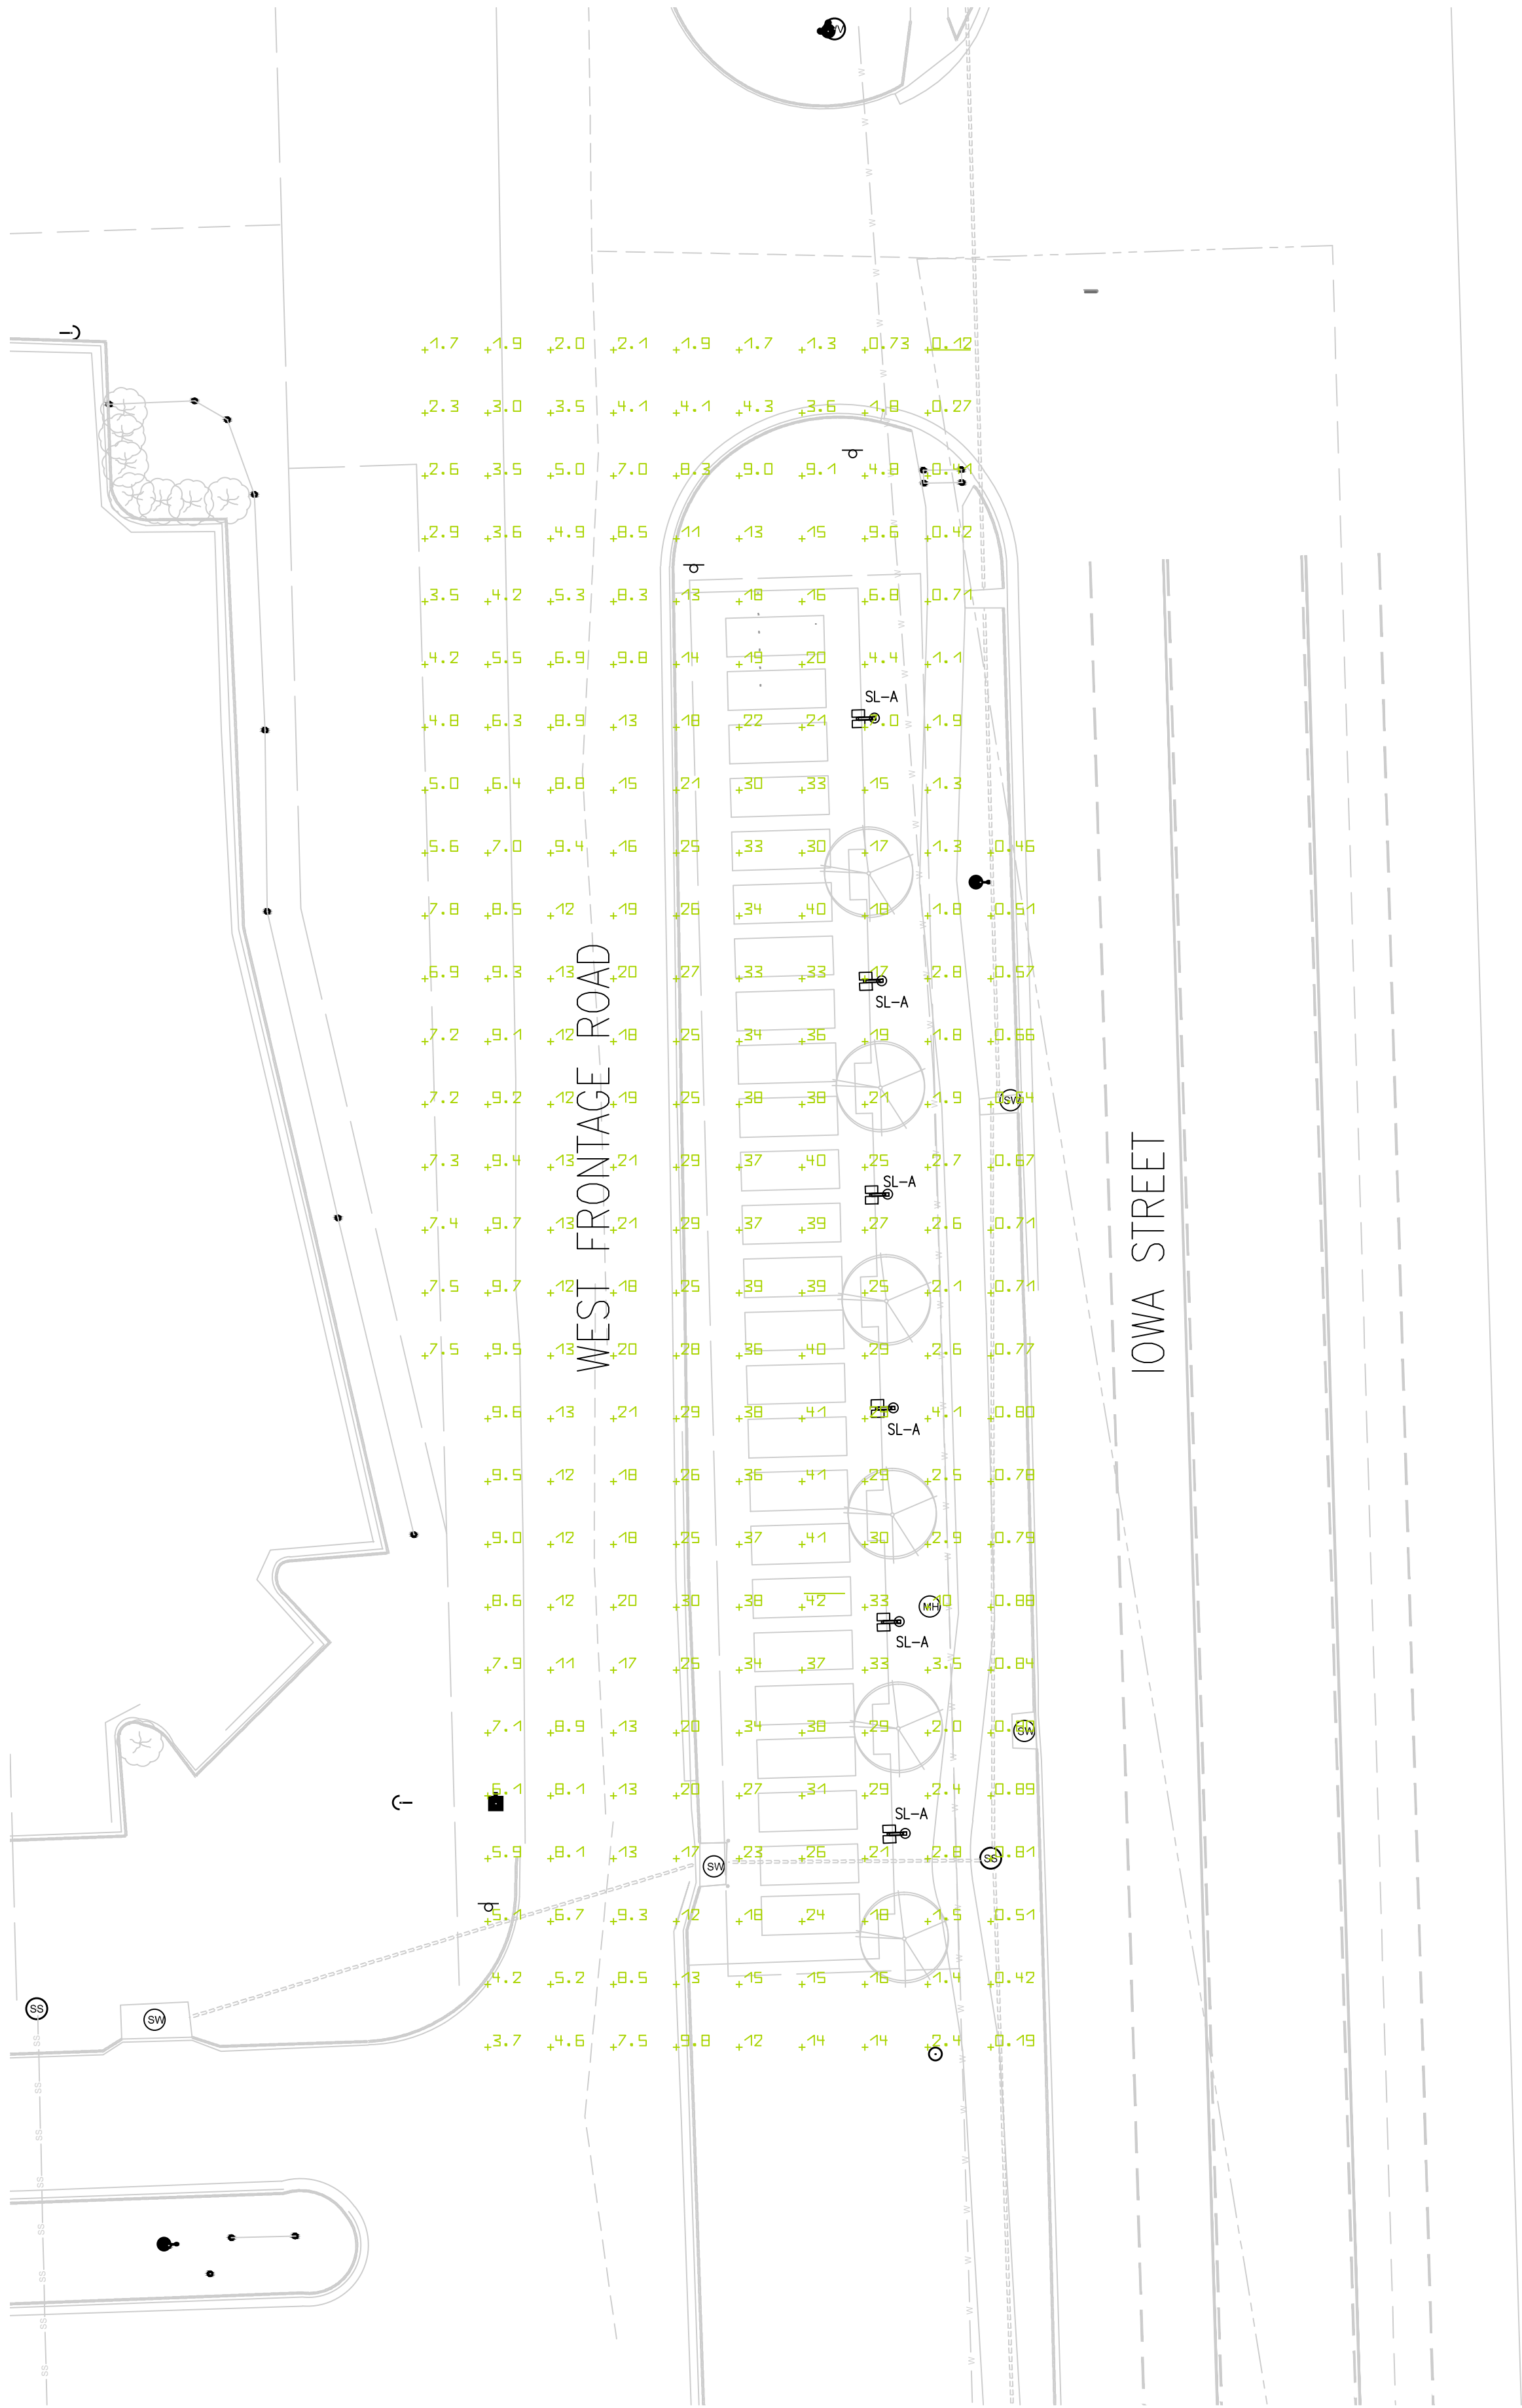 1.7 1.9 2.0 2.1 1.9 1.7 1.3 0.73 0.12
2.3 3.0 3.5 4.1 4.1 4.3 3.6 1.8 0.27
2.6 3.5 5.0 7.0 8.3 9.0 9.1 4.8 0.41
2.9 3.6 4.9 8.5 11 13 15 9.6 0.42
3.5 4.2 5.3 8.3 13 18 16 6.8 0.71
4.2 5.5 6.9 9.8 14 19 20 4.4 1.1
SL-A
4.8 6.3 8.9 13 18 22 21 1.9
5.0 6.4 8.8 15 21 30 33 15 1.3
5.6 7.0 9.4 16 25 33 30 17 1.3 0.46
7.8 8.5 12 19 26 34 40 18 1.8 0.51
6.9 9.3 13 20 27 33 33 17 2.8 0.57
SL-A
7.2 9.1 12 18 25 34 36 19 1.8 0.66
7.2 9.2 12 19 25 38 38 21 1.9 SW
7.3 9.4 13 21 29 37 40 25 2.7 0.67
SL-A
7.4 9.7 13 21 29 37 39 27 2.6 0.71
7.5 9.7 12 18 25 39 39 25 2.1 0.71
7.5 9.5 13 20 28 36 40 29 2.6 0.77
WEST FRONTAGE ROAD
IOWA STREET
9.6 13 21 29 38 41 4.1 0.80
SL-A
9.5 12 18 26 36 41 29 2.5 0.78
9.0 12 18 25 37 41 30 2.9 0.79
8.6 12 20 30 38 42 33 MH 0.88
SL-A
7.9 11 17 25 34 37 33 3.5 0.84
7.1 8.9 13 20 34 38 29 2.0 SW
6.1 8.1 13 20 27 31 29 2.4 0.89
SL-A
5.9 8.1 13 17 SW 23 26 21 2.8 SS 0.81
5.1 6.7 9.3 12 18 24 18 1.5 0.51
4.2 5.2 8.5 13 15 15 16 1.4 0.42
SS SW
3.7 4.6 7.5 9.8 12 14 14 2.4 0.19